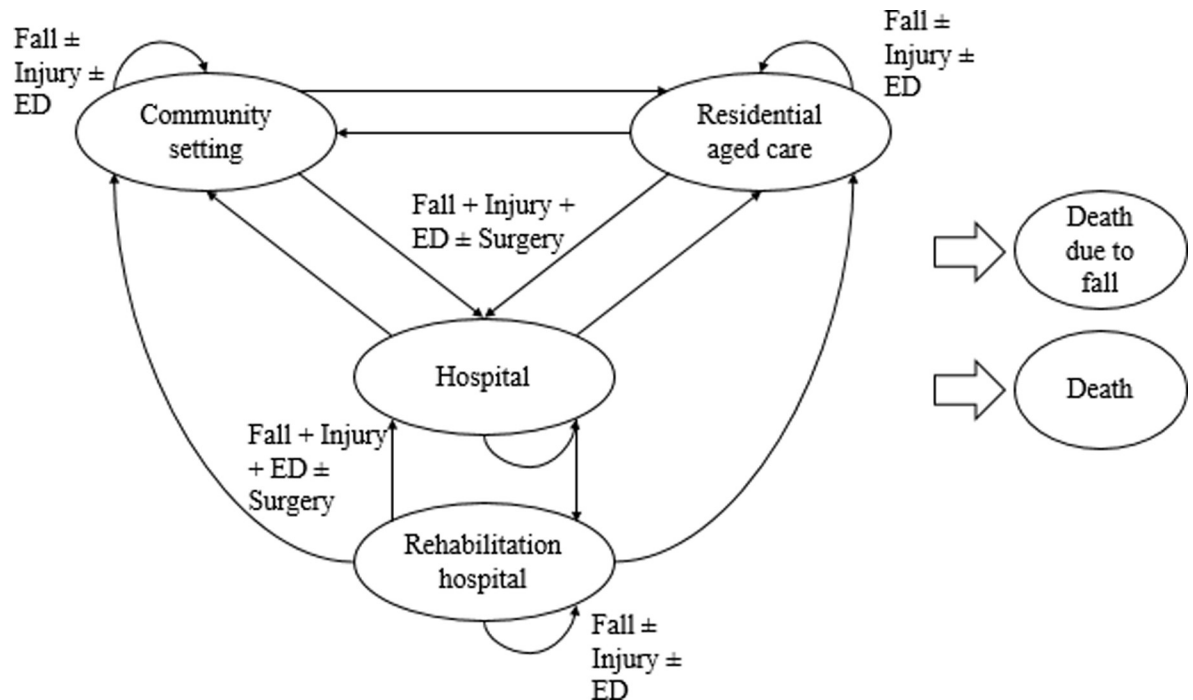 Fall ±
Injury ±
ED
Community
setting
Residential
aged care
Fall ±
Injury ±
ED
Fall + Injury +
ED ± Surgery
Death
due to
fall
Hospital
Death
Fall + Injury
+ ED ±
Surgery
Rehabilitation
hospital
Fall ±
Injury ±
ED